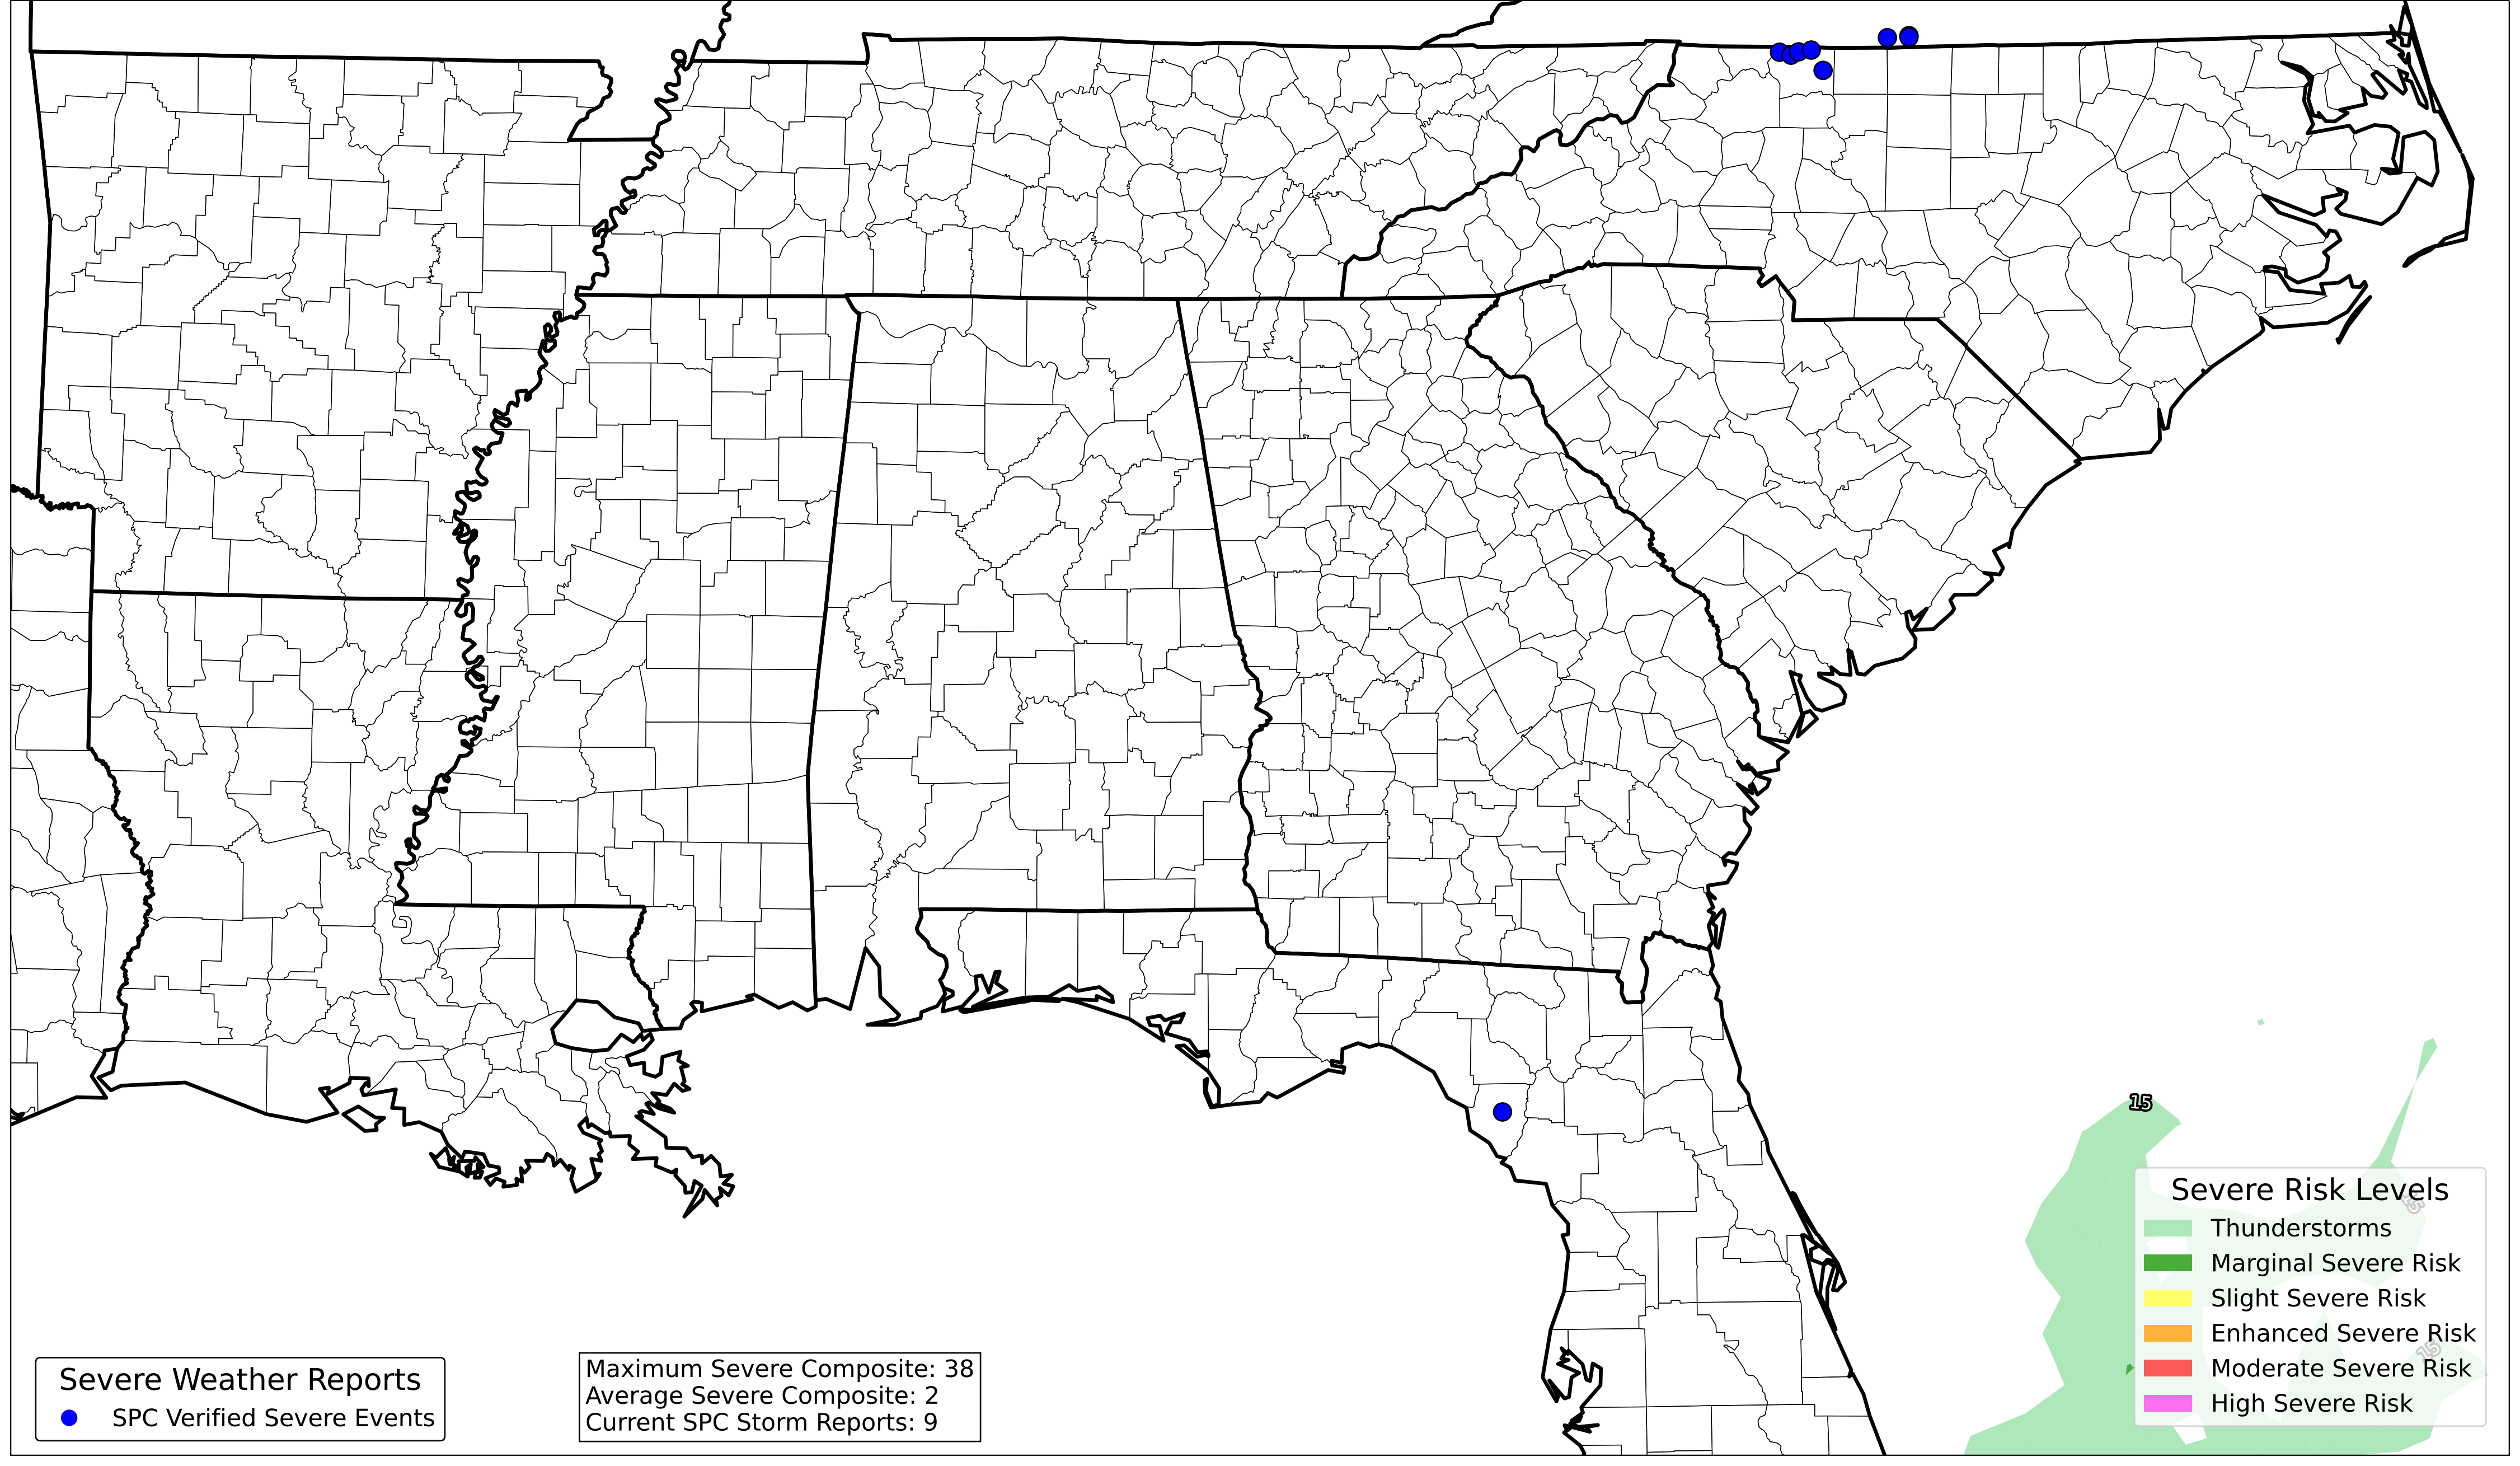 15
Severe Risk Levels
Thunderstorms
Marginal Severe Risk
Slight Severe Risk
Enhanced Severe Risk
15
Moderate Severe Risk
High Severe Risk
Severe Weather Reports
SPC Verified Severe Events
Maximum Severe Composite: 38
Average Severe Composite: 2
Current SPC Storm Reports: 9